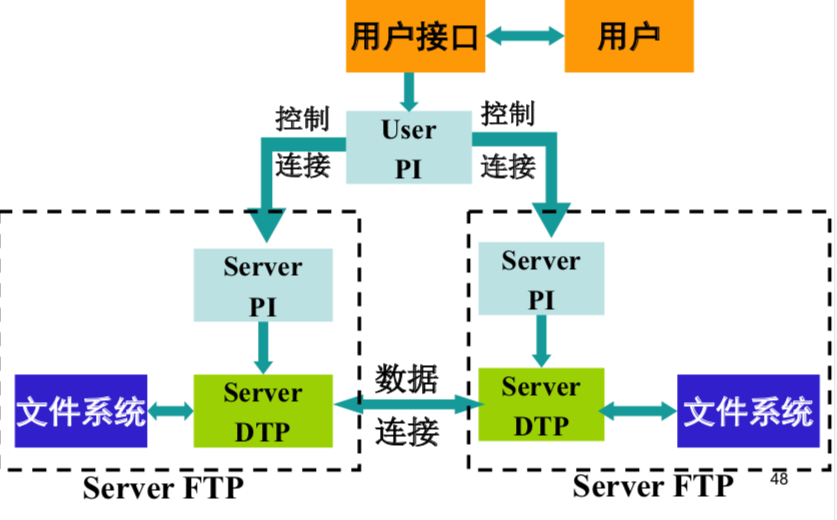 用户接口
用户
控制
连接
User
PI
控制
连接
Server
PI
Server
PI
文件系统
Server
DTP
数据
连接
Server
DTP
文件系统
Server FTP
Server FTP
48